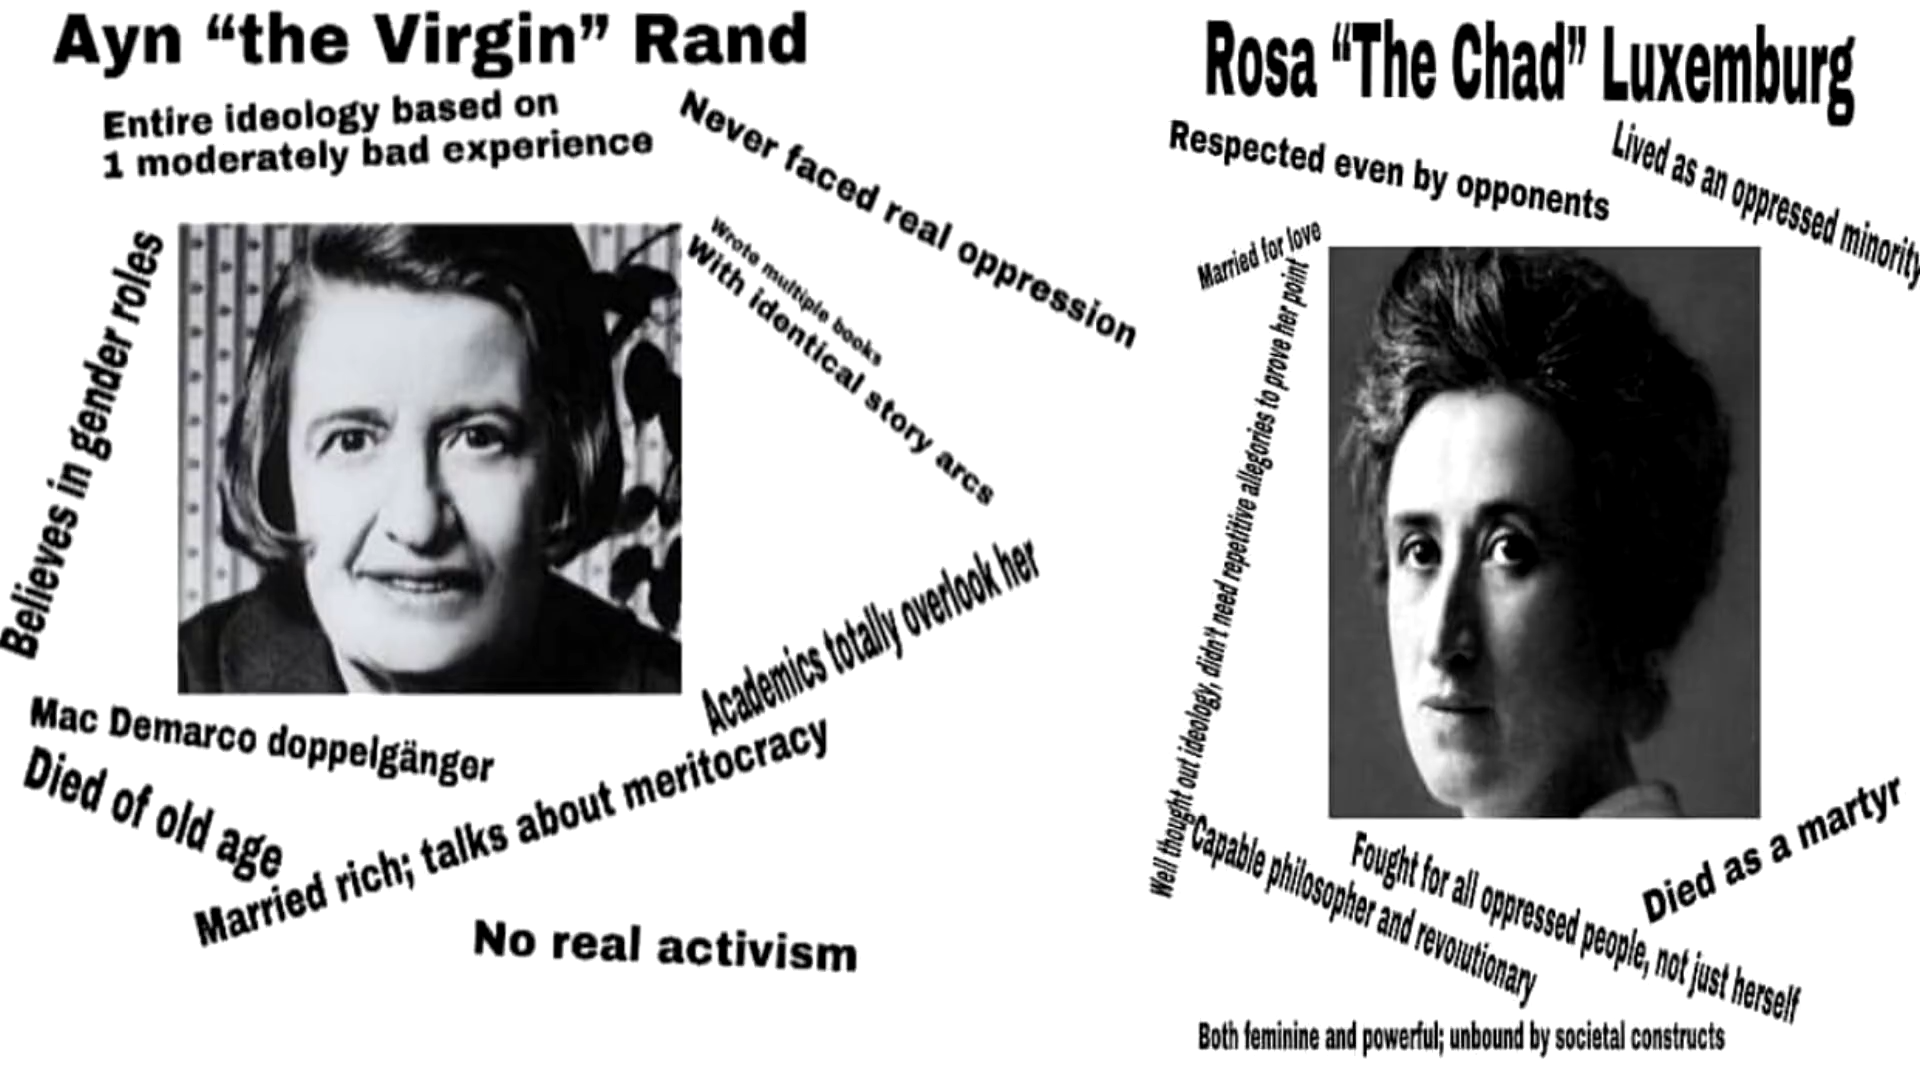 Ayn “the Virgin” Rand
Entire ideology based on
1 moderately bad experience
Never faced real oppression
Wrote multiple books
With identical story arcs
Believes in gender roles
Academics totally overlook her
Mac Demarco doppelgänger
Died of old age
Married rich; talks about meritocracy
No real activism
Rosa “The Chad” Luxemburg
Respected even by opponents
Lived as an oppressed minority
Married for love
Well thought out ideology, didn't need repetitive allegories to prove her point
Capable philosopher and revolutionary
Fought for all oppressed people, not just herself
Died as a martyr
Both feminine and powerful; unbound by societal constructs